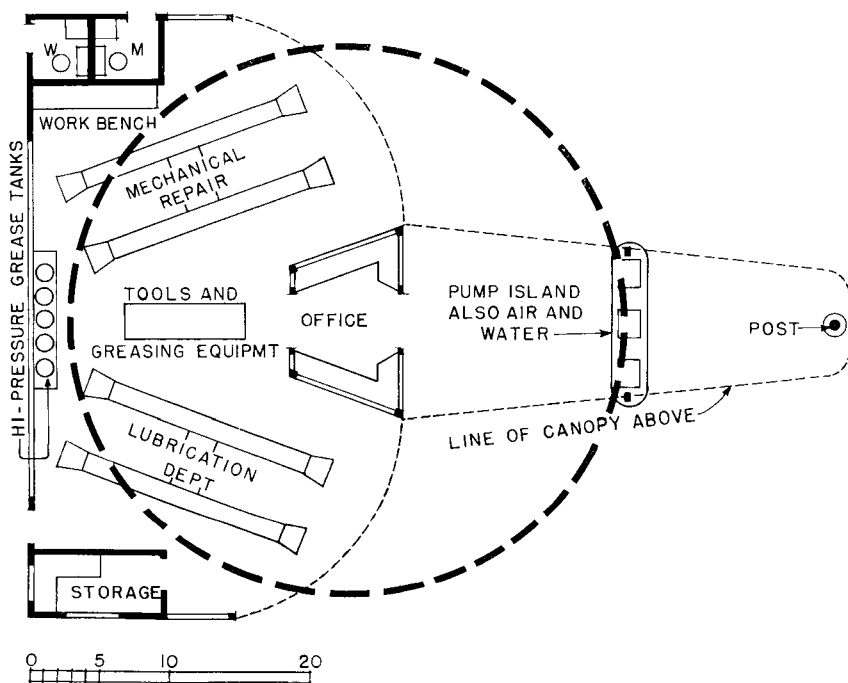 W
M
WORK BENCH
HI-PRESSURE GREASE TANKS
MECHANICAL
REPAIR
TOOLS AND
GREASING EQUIPMT
OFFICE
PUMP ISLAND
ALSO AIR AND
WATER
POST
LINE OF CANOPY ABOVE
LUBRICATION
DEPT
STORAGE
0 5 10 20